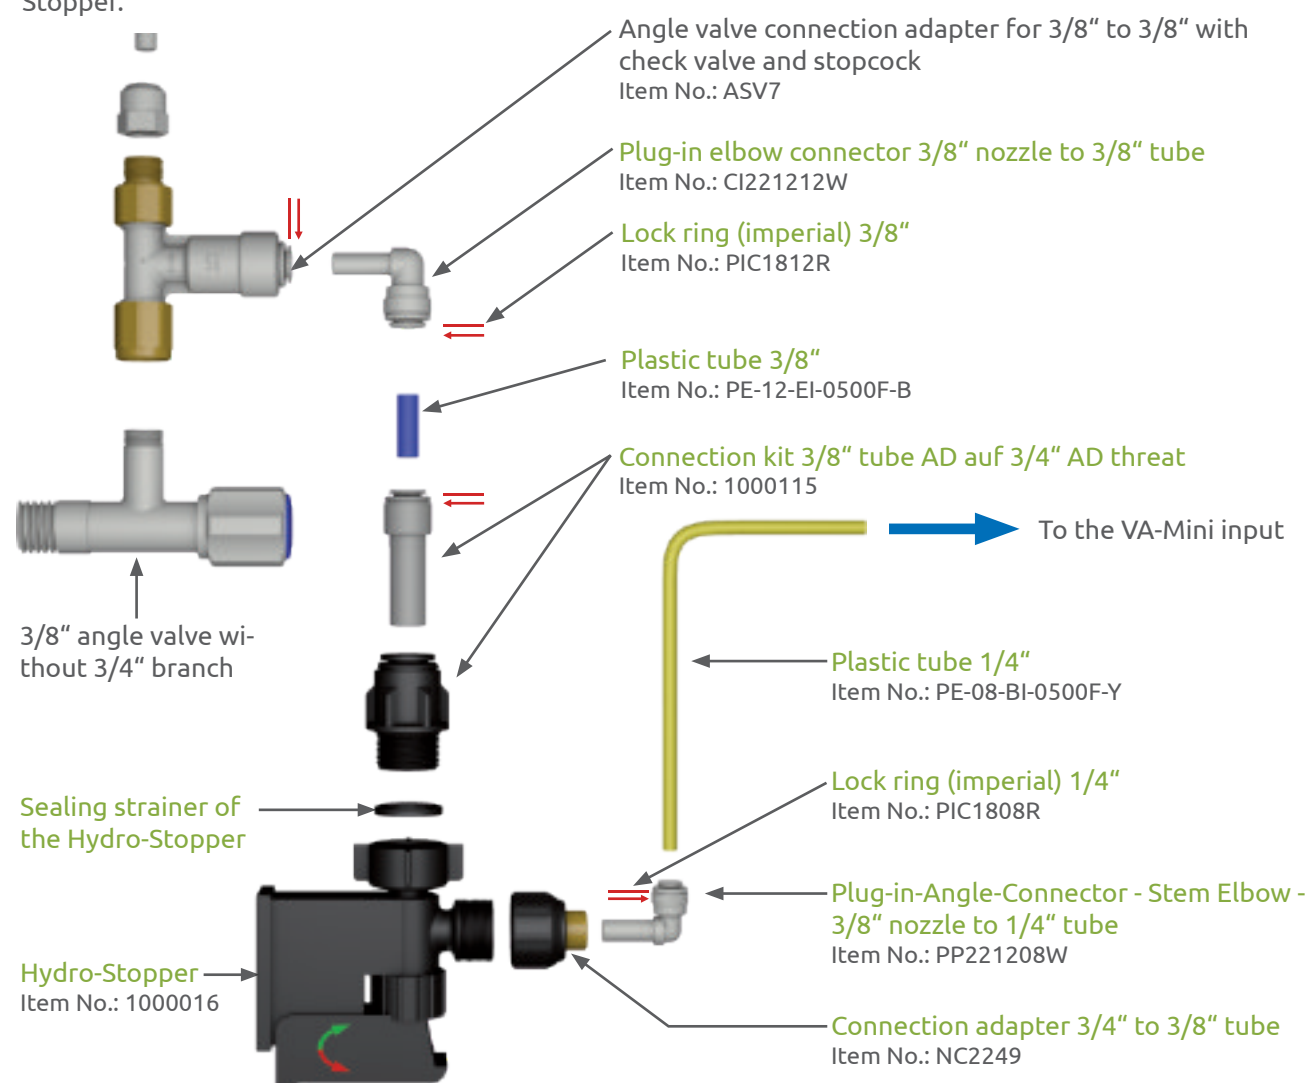 Stopper.
Angle valve connection adapter for 3/8“ to 3/8“ with
check valve and stopcock
Item No.: ASV7
Plug-in elbow connector 3/8“ nozzle to 3/8“ tube
Item No.: CI221212W
Lock ring (imperial) 3/8“
Item No.: PIC1812R
Plastic tube 3/8“
Item No.: PE-12-EI-0500F-B
Connection kit 3/8“ tube AD auf 3/4“ AD threat
Item No.: 1000115
To the VA-Mini input
3/8“ angle valve wi-
thout 3/4“ branch
Plastic tube 1/4“
Item No.: PE-08-BI-0500F-Y
Lock ring (imperial) 1/4“
Item No.: PIC1808R
Sealing strainer of
the Hydro-Stopper
Plug-in-Angle-Connector - Stem Elbow -
3/8“ nozzle to 1/4“ tube
Item No.: PP221208W
Hydro-Stopper
Item No.: 1000016
Connection adapter 3/4“ to 3/8“ tube
Item No.: NC2249